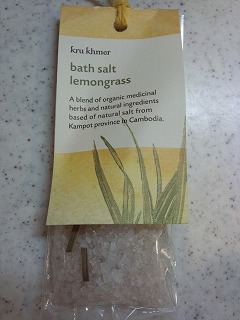 kru khmer
bath salt
lemongrass
A blend of organic medicinal
herbs and natural ingredients
based of natural salt from
Kampot province in Cambodia.